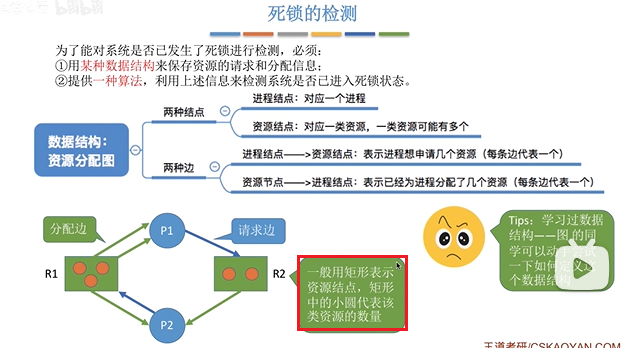 死锁的检测
为了能对系统是否已发生了死锁进行检测，必须：
①用某种数据结构来保存资源的请求和分配信息；
②提供一种算法，利用上述信息来检测系统是否已进入死锁状态。
数据结构：
资源分配图
两种结点
进程结点：对应一个进程
资源结点：对应一类资源，一类资源可能有多个
两种边
进程结点——>资源结点：表示进程想申请几个资源（每条边代表一个）
资源节点——>进程结点：表示已经为进程分配了几个资源（每条边代表一个）
分配边
P1
请求边
R1
R2
P2
一般用矩形表示
资源结点，矩形
中的小圆代表该
类资源的数量
Tips：学习过数据
结构——图的同
学可以动
一下如何定义这
个数据结构
王道考研/CSKAOYAN.COM